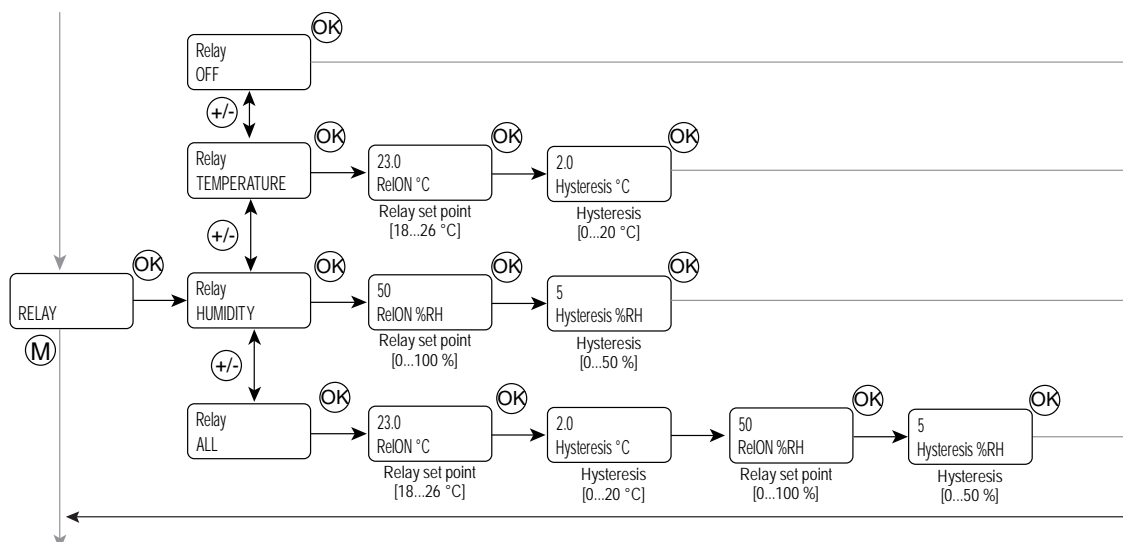 OK
Relay
OFF
+/-
OK
OK
OK
Relay
TEMPERATURE
23.0
RelON °C
2.0
Hysteresis °C
Relay set point
[18...26 °C]
Hysteresis
[0...20 °C]
+/-
OK
OK
OK
OK
RELAY
Relay
HUMIDITY
50
RelON %RH
5
Hysteresis %RH
M
Relay set point
[0...100 %]
Hysteresis
[0...50 %]
+/-
OK
OK
OK
OK
Relay
ALL
23.0
RelON °C
2.0
Hysteresis °C
50
RelON %RH
5
Hysteresis %RH
Relay set point
[18...26 °C]
Hysteresis
[0...20 °C]
Relay set point
[0...100 %]
Hysteresis
[0...50 %]